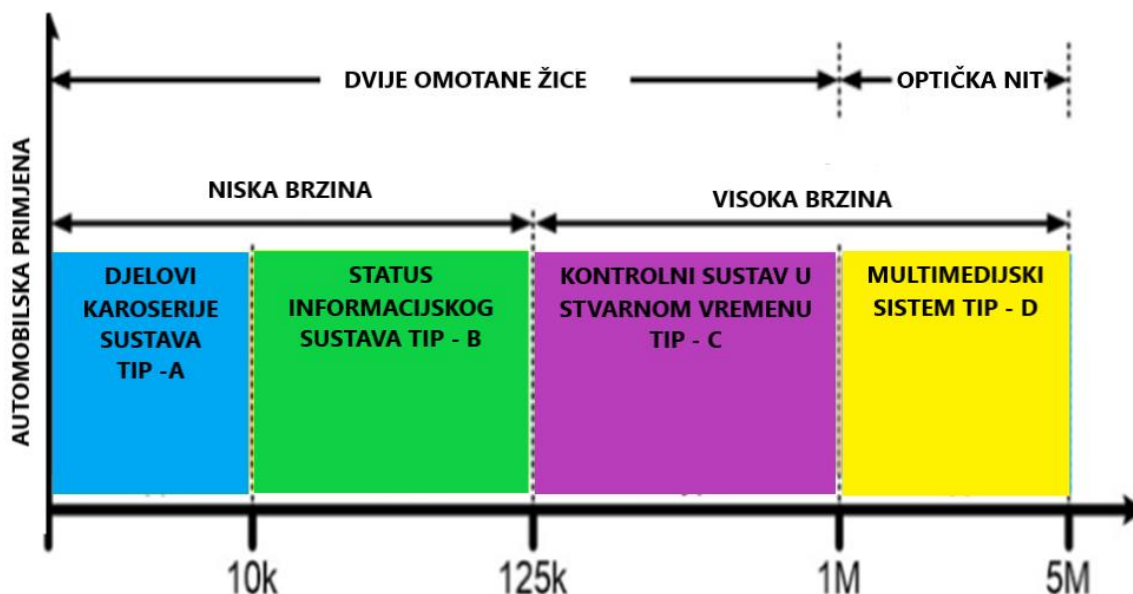 DVIJE OMOTANE ŽICE
OPTIČKA NIT
AUTOMOBILSKA PRIMJENA
NISKA BRZINA
VISOKA BRZINA
DJELOVI
KAROSERIJE
SUSTAVA
TIP -A
STATUS
INFORMACIJSKOG
SUSTAVA TIP - B
KONTROLNI SUSTAV U
STVARNOM VREMENU
TIP - C
MULTIMEDIJSKI
SISTEM TIP - D
10k
125k
1M
5M